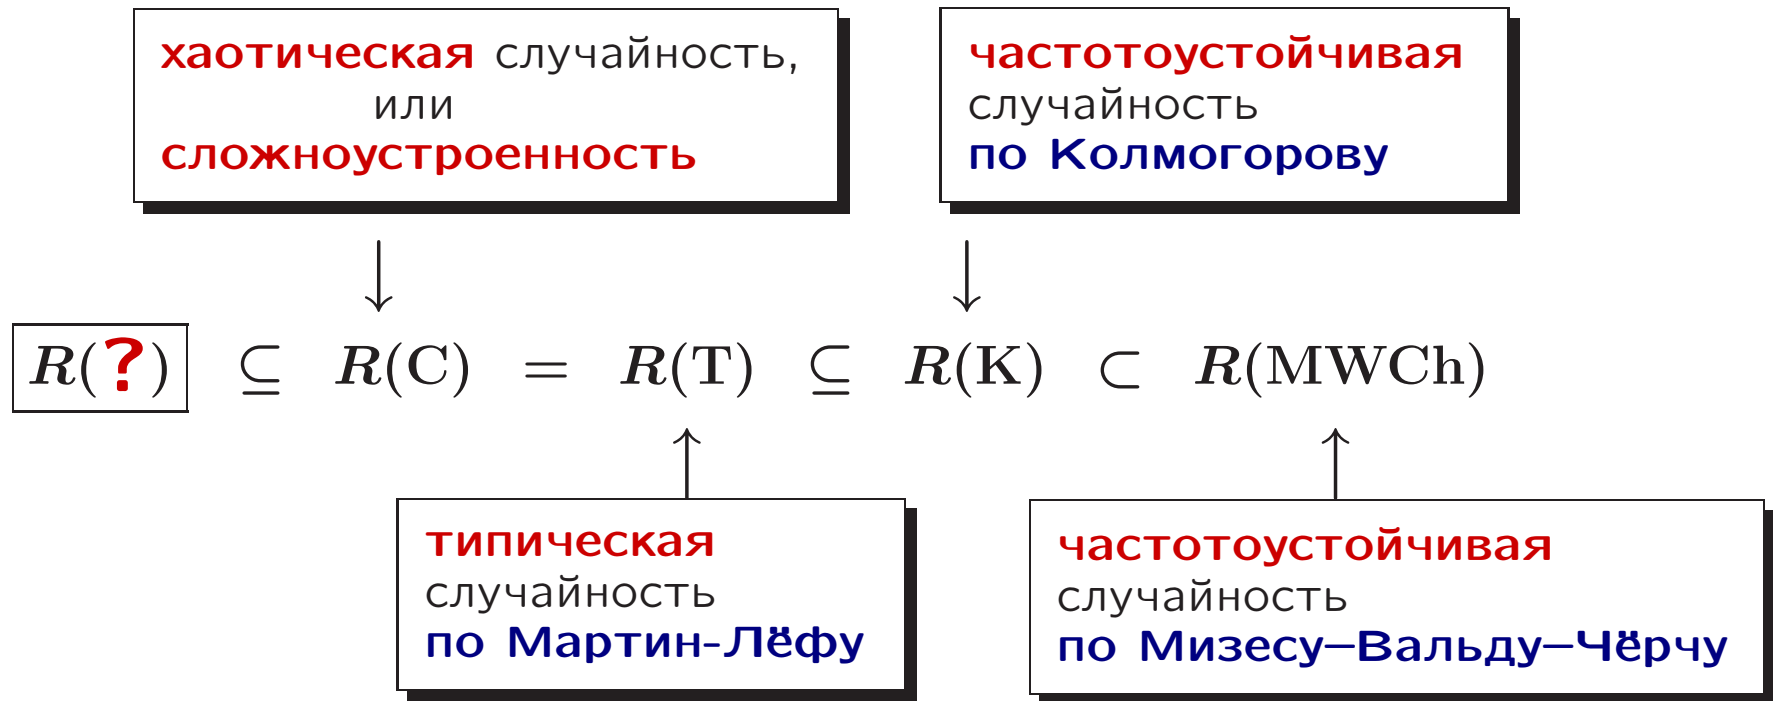 хаотическая случайность,
или
сложноустроенность
частотоустойчивая
случайность
по Колмогорову
R(?) ⊆ R(C) = R(T) ⊆ R(K) ⊂ R(MWCh)
типическая
случайность
по Мартин-Лёфу
частотоустойчивая
случайность
по Мизесу–Вальду–Чёрчу